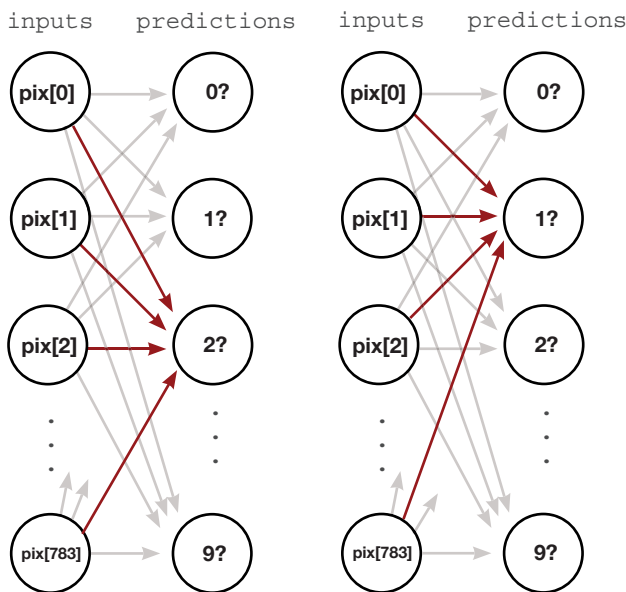 inputs predictions
pix[0] 0?
pix[1] 1?
pix[2] 2?
pix[783] 9?
inputs predictions
pix[0] 0?
pix[1] 1?
pix[2] 2?
pix[783] 9?